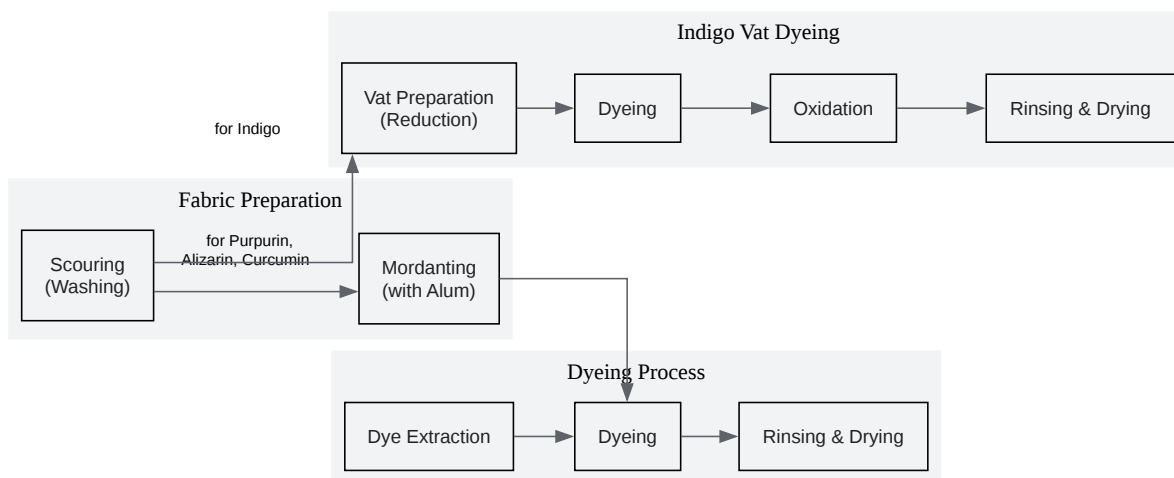 Indigo Vat Dyeing
Vat Preparation
(Reduction)
Dyeing
Oxidation
Rinsing & Drying
for Indigo
Fabric Preparation
Scouring
(Washing)
for Purpurin,
Alizarin, Curcumin
Mordanting
(with Alum)
Dyeing Process
Dye Extraction
Dyeing
Rinsing & Drying